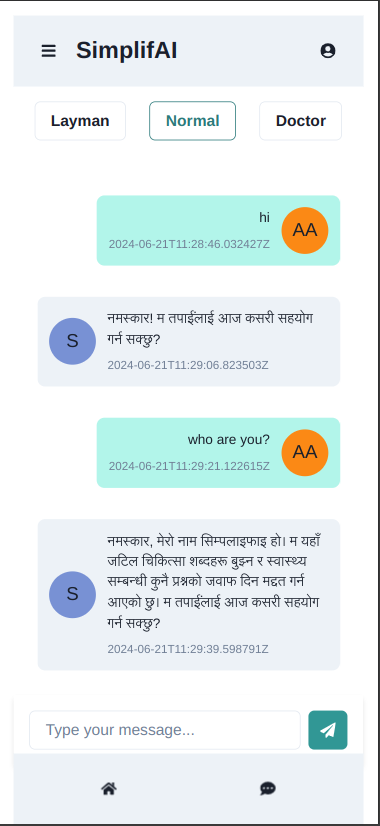 SimplifAI
Layman
Normal
Doctor
hi
AA
2024-06-21T11:28:46.032427Z
नमस्कार! म तपाईंलाई आज कसरी सहयोग
गर्न सक्छु?
S
2024-06-21T11:29:06.823503Z
who are you?
AA
2024-06-21T11:29:21.122615Z
नमस्कार, मेरो नाम सिम्पलाइफाइ हो। म यहाँ
जटिल चिकित्सा शब्दहरू बुझ्न र स्वास्थ्य
सम्बन्धी कुनै प्रश्नको जवाफ दिन मद्दत गर्न
आएको छु। म तपाईंलाई आज कसरी सहयोग
गर्न सक्छु?
S
2024-06-21T11:29:39.598791Z
Type your message...